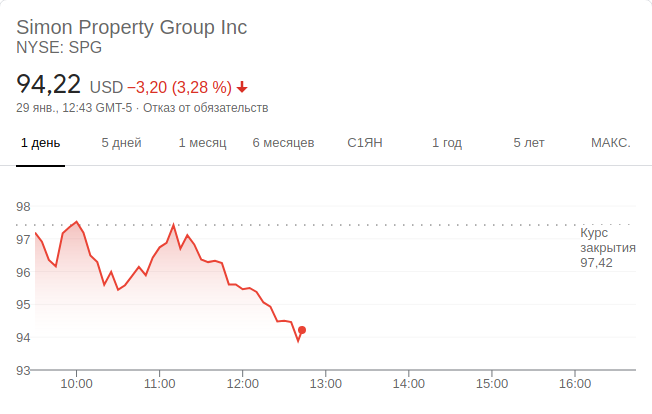 Simon Property Group Inc
NYSE: SPG
94,22 USD −3,20 (3,28 %) ↓
29 янв., 12:43 GMT-5 · Отказ от обязательств
1 день 5 дней 1 месяц 6 месяцев С1ЯН 1 год 5 лет МАКС.
98
97
96
95
94
93
Курс
закрытия
97,42
10:00 11:00 12:00 13:00 14:00 15:00 16:00